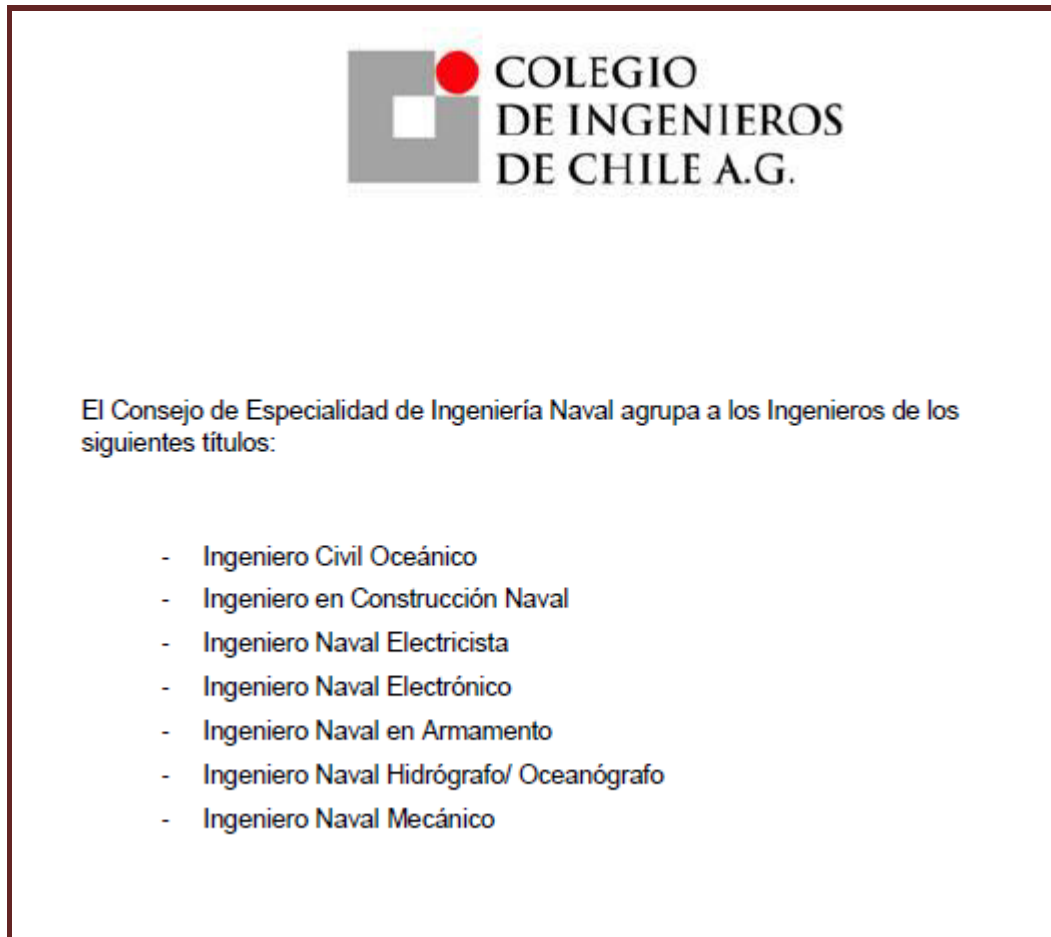 COLEGIO
DE INGENIEROS
DE CHILE A.G.
El Consejo de Especialidad de Ingeniería Naval agrupa a los Ingenieros de los
siguientes títulos:
- Ingeniero Civil Oceánico
- Ingeniero en Construcción Naval
- Ingeniero Naval Electricista
- Ingeniero Naval Electrónico
- Ingeniero Naval en Armamento
- Ingeniero Naval Hidrógrafo/ Oceanógrafo
- Ingeniero Naval Mecánico